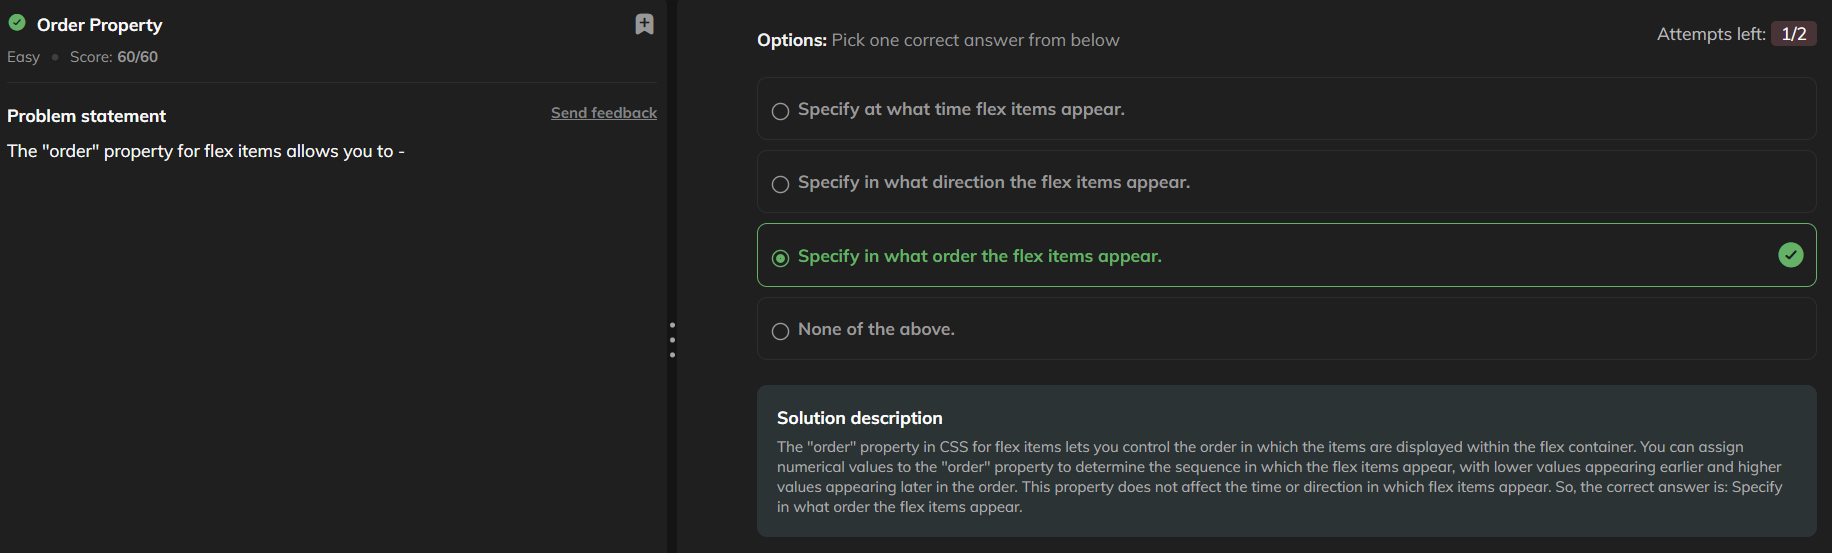 Order Property
Easy • Score: 60/60
Problem statement
Send feedback
The "order" property for flex items allows you to -
Options: Pick one correct answer from below
Attempts left: 1/2
Specify at what time flex items appear.
Specify in what direction the flex items appear.
Specify in what order the flex items appear.
None of the above.
Solution description
The "order" property in CSS for flex items lets you control the order in which the items are displayed within the flex container. You can assign
numerical values to the "order" property to determine the sequence in which the flex items appear, with lower values appearing earlier and higher
values appearing later in the order. This property does not affect the time or direction in which flex items appear. So, the correct answer is: Specify
in what order the flex items appear.